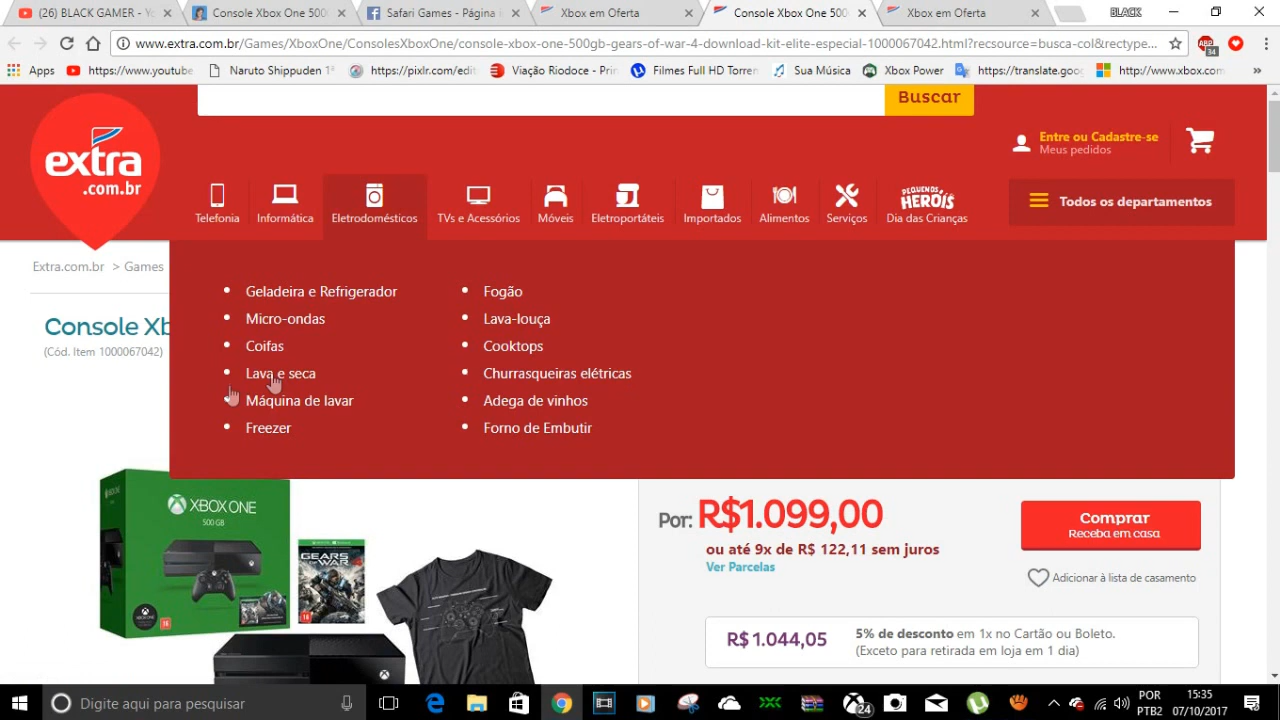 (26) BLACK GAMER - Yo
Console Xbox One 500
Safari Games - Página i
Xbox em Oferta
Console Xbox One 500
Xbox em Oferta
BLACK
www.extra.com.br/Games/XboxOne/ConsolesXboxOne/console-xbox-one-500gb-gears-of-war-4-download-kit-elite-especial-1000067042.html?recsource=busca-col&rectype...
ABP
34
Apps
https://www.youtube
Naruto Shippuden 1ª
https://pixlr.com/edit
Viação Riodoce - Prin
Filmes Full HD Torren
Sua Música
Xbox Power
https://translate.goog
http://www.xbox.com
»
Buscar
extra
.com.br
Entre ou Cadastre-se
Meus pedidos
Telefonia
Informática
Eletrodomésticos
TVs e Acessórios
Móveis
Eletroportáteis
Importados
Alimentos
Serviços
PEQUENOS
HERÓIS
Dia das Crianças
Todos os departamentos
Extra.com.br > Games
Geladeira e Refrigerador
Micro-ondas
Coifas
Lava e seca
Máquina de lavar
Freezer
Fogão
Lava-louça
Cooktops
Churrasqueiras elétricas
Adega de vinhos
Forno de Embutir
Console Xb
(Cód. Item 1000067042)
XBOX ONE
500 GB
GEARS
OF WAR
Por: R$1.099,00
ou até 9x de R$ 122,11 sem juros
Ver Parcelas
Comprar
Receba em casa
Adicionar à lista de casamento
R$ 1.044,05
5% de desconto em 1x no Cartão ou Boleto.
(Exceto para retirada em loja em 1 dia)
Digite aqui para pesquisar
24
POR
PTB2
15:35
07/10/2017